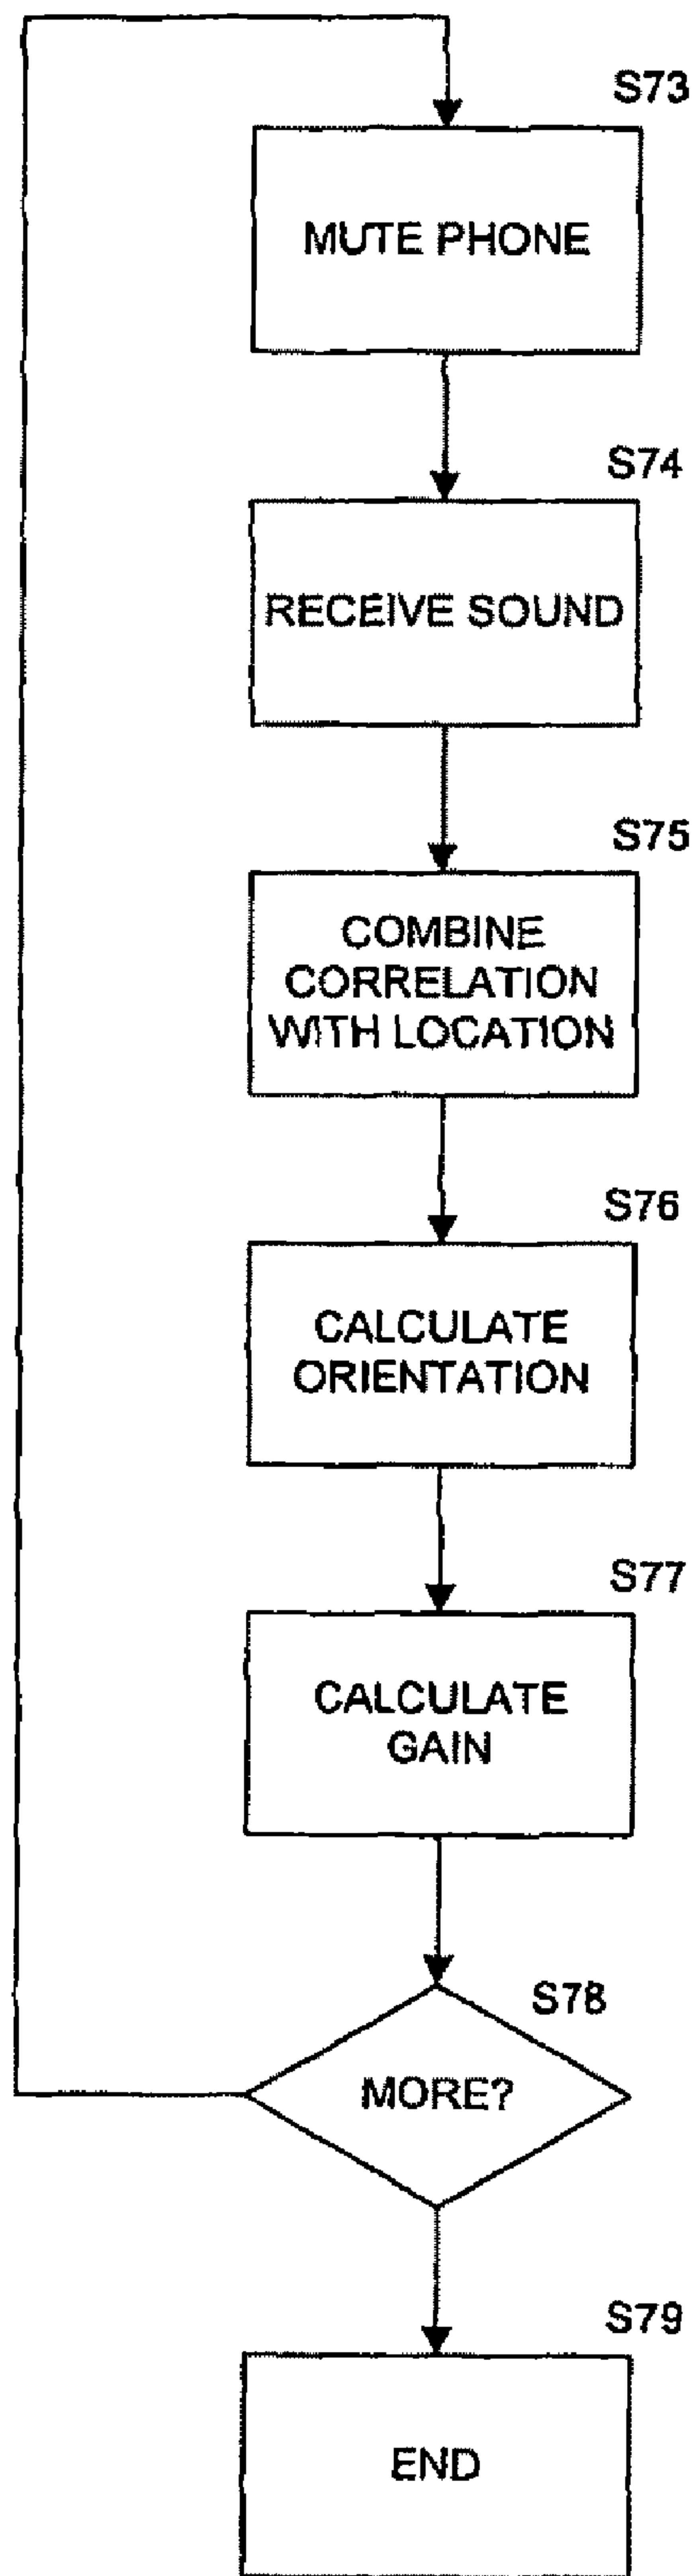 S73
MUTE PHONE
S74
RECEIVE SOUND
S75
COMBINE
CORRELATION
WITH LOCATION
S76
CALCULATE
ORIENTATION
S77
CALCULATE
GAIN
S78
MORE?
S79
END